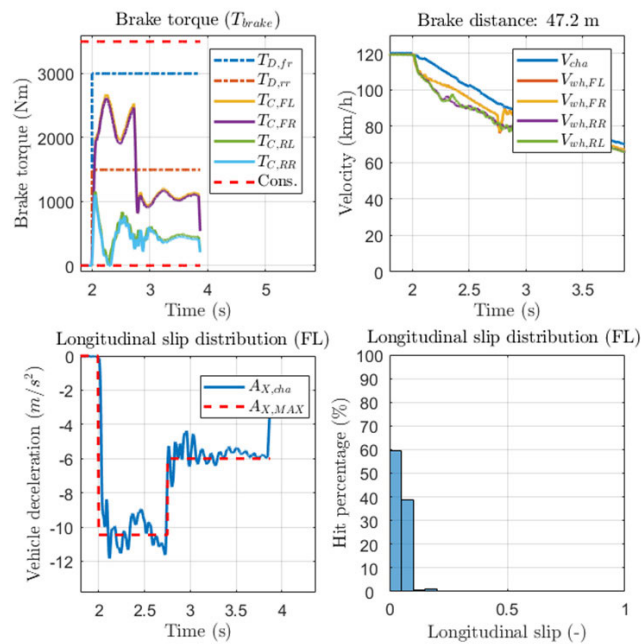 Brake torque (T_brake)
3000
2000
1000
0
Brake torque (Nm)
T_D,fr
T_D,rr
T_C,FL
T_C,FR
T_C,RL
T_C,RR
Cons.
2 3 4 5
Time (s)
Brake distance: 47.2 m
120
100
80
60
40
20
0
Velocity (km/h)
V_cha
V_wh,FL
V_wh,FR
V_wh,RR
V_wh,RL
2 2.5 3 3.5
Time (s)
Longitudinal slip distribution (FL)
0
-2
-4
-6
-8
-10
-12
Vehicle deceleration (m/s²)
A_X,cha
A_X,MAX
2 2.5 3 3.5 4
Time (s)
Longitudinal slip distribution (FL)
100
90
80
70
60
50
40
30
20
10
0
Hit percentage (%)
0 0.5 1
Longitudinal slip (-)